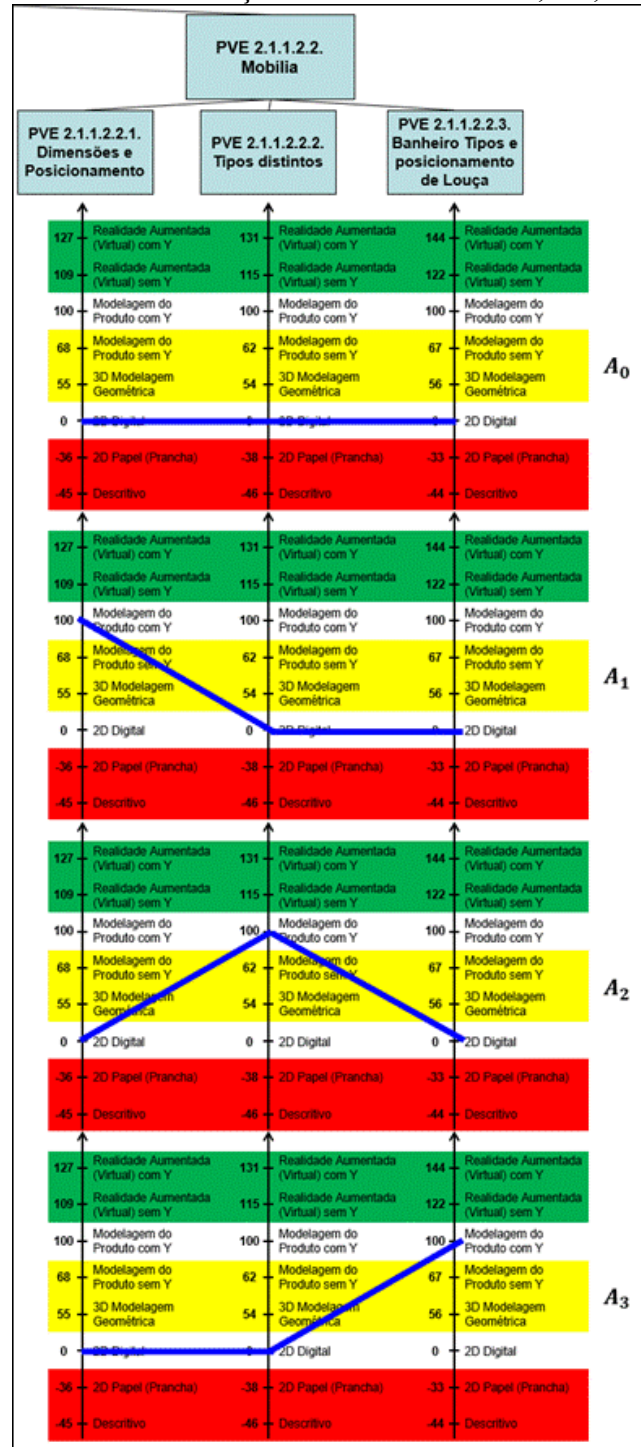 PVE 2.1.1.2.2.
Mobilia
PVE 2.1.1.2.2.1.
Dimensões e
Posicionamento
PVE 2.1.1.2.2.2.
Tipos distintos
PVE 2.1.1.2.2.3.
Banheiro Tipos e
posicionamento
de Louça
127 Realidade Aumentada (Virtual) com Y 131 Realidade Aumentada (Virtual) com Y 144 Realidade Aumentada (Virtual) com Y
109 Realidade Aumentada (Virtual) sem Y 115 Realidade Aumentada (Virtual) sem Y 122 Realidade Aumentada (Virtual) sem Y
100 Modelagem do Produto com Y 100 Modelagem do Produto com Y 100 Modelagem do Produto com Y
68 Modelagem do Produto sem Y 62 Modelagem do Produto sem Y 67 Modelagem do Produto sem Y
55 3D Modelagem Geométrica 54 3D Modelagem Geométrica 56 3D Modelagem Geométrica
A0
0 2D Digital 0 2D Digital 0 2D Digital
-36 2D Papel (Prancha) -38 2D Papel (Prancha) -33 2D Papel (Prancha)
-45 Descritivo -46 Descritivo -44 Descritivo
127 Realidade Aumentada (Virtual) com Y 131 Realidade Aumentada (Virtual) com Y 144 Realidade Aumentada (Virtual) com Y
109 Realidade Aumentada (Virtual) sem Y 115 Realidade Aumentada (Virtual) sem Y 122 Realidade Aumentada (Virtual) sem Y
100 Modelagem do Produto com Y 100 Modelagem do Produto com Y 100 Modelagem do Produto com Y
68 Modelagem do Produto sem Y 62 Modelagem do Produto sem Y 67 Modelagem do Produto sem Y
55 3D Modelagem Geométrica 54 3D Modelagem Geométrica 56 3D Modelagem Geométrica
A1
0 2D Digital 0 2D Digital 0 2D Digital
-36 2D Papel (Prancha) -38 2D Papel (Prancha) -33 2D Papel (Prancha)
-45 Descritivo -46 Descritivo -44 Descritivo
127 Realidade Aumentada (Virtual) com Y 131 Realidade Aumentada (Virtual) com Y 144 Realidade Aumentada (Virtual) com Y
109 Realidade Aumentada (Virtual) sem Y 115 Realidade Aumentada (Virtual) sem Y 122 Realidade Aumentada (Virtual) sem Y
100 Modelagem do Produto com Y 100 Modelagem do Produto com Y 100 Modelagem do Produto com Y
68 Modelagem do Produto sem Y 62 Modelagem do Produto sem Y 67 Modelagem do Produto sem Y
55 3D Modelagem Geométrica 54 3D Modelagem Geométrica 56 3D Modelagem Geométrica
A2
0 2D Digital 0 2D Digital 0 2D Digital
-36 2D Papel (Prancha) -38 2D Papel (Prancha) -33 2D Papel (Prancha)
-45 Descritivo -46 Descritivo -44 Descritivo
127 Realidade Aumentada (Virtual) com Y 131 Realidade Aumentada (Virtual) com Y 144 Realidade Aumentada (Virtual) com Y
109 Realidade Aumentada (Virtual) sem Y 115 Realidade Aumentada (Virtual) sem Y 122 Realidade Aumentada (Virtual) sem Y
100 Modelagem do Produto com Y 100 Modelagem do Produto com Y 100 Modelagem do Produto com Y
68 Modelagem do Produto sem Y 62 Modelagem do Produto sem Y 67 Modelagem do Produto sem Y
55 3D Modelagem Geométrica 54 3D Modelagem Geométrica 56 3D Modelagem Geométrica
A3
0 2D Digital 0 2D Digital 0 2D Digital
-36 2D Papel (Prancha) -38 2D Papel (Prancha) -33 2D Papel (Prancha)
-45 Descritivo -46 Descritivo -44 Descritivo